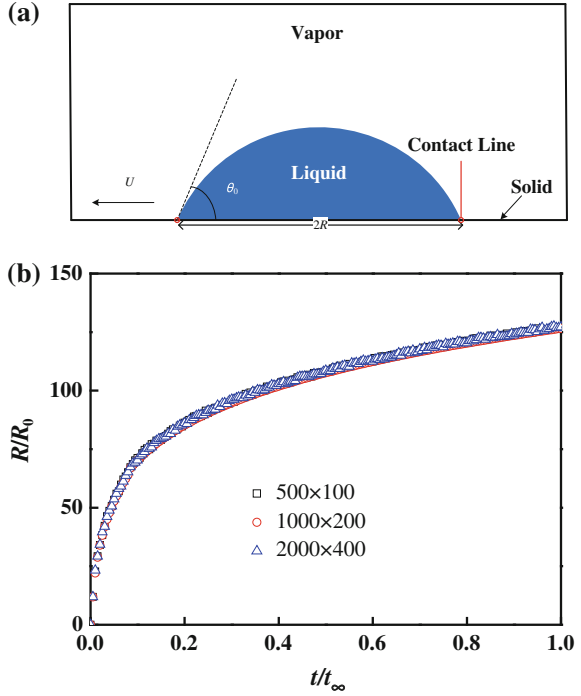 (a)
Vapor
Contact Line
Liquid
Solid
U
θ0
2R
(b)
150
100
50
0
R/R0
500×100
1000×200
2000×400
0.0 0.2 0.4 0.6 0.8 1.0
t/t∞